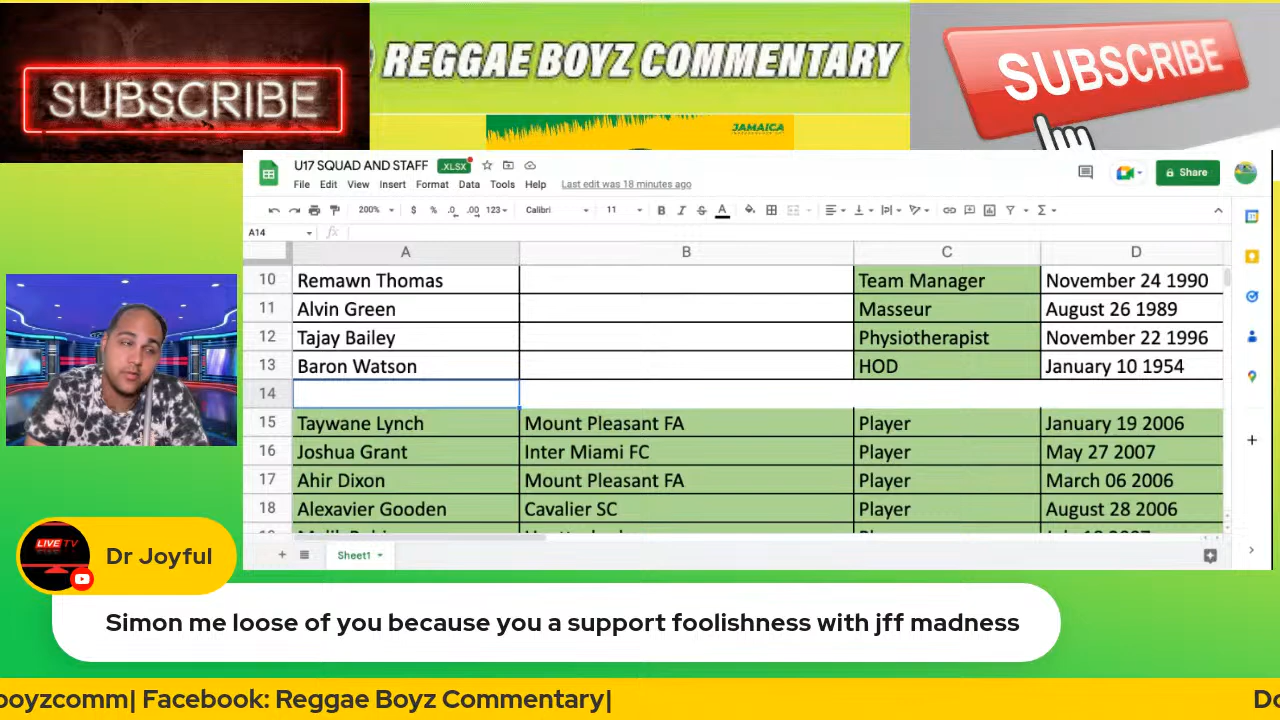 SUBSCRIBE
REGGAE BOYZ COMMENTARY
SUBSCRIBE
JAMAICA
U17 SQUAD AND STAFF .XLSX
File Edit View Insert Format Data Tools Help Last edit was 18 minutes ago
Share
200% $ % .0 .00 123 Calibri 11 B I S A
A14 fx
A B C D
10 Remawn Thomas Team Manager November 24 1990
11 Alvin Green Masseur August 26 1989
12 Tajay Bailey Physiotherapist November 22 1996
13 Baron Watson HOD January 10 1954
14
15 Taywane Lynch Mount Pleasant FA Player January 19 2006
16 Joshua Grant Inter Miami FC Player May 27 2007
17 Ahir Dixon Mount Pleasant FA Player March 06 2006
18 Alexavier Gooden Cavalier SC Player August 28 2006
Sheet1
LIVE TV
Dr Joyful
Simon me loose of you because you a support foolishness with jff madness
boyzcomm| Facebook: Reggae Boyz Commentary| Do